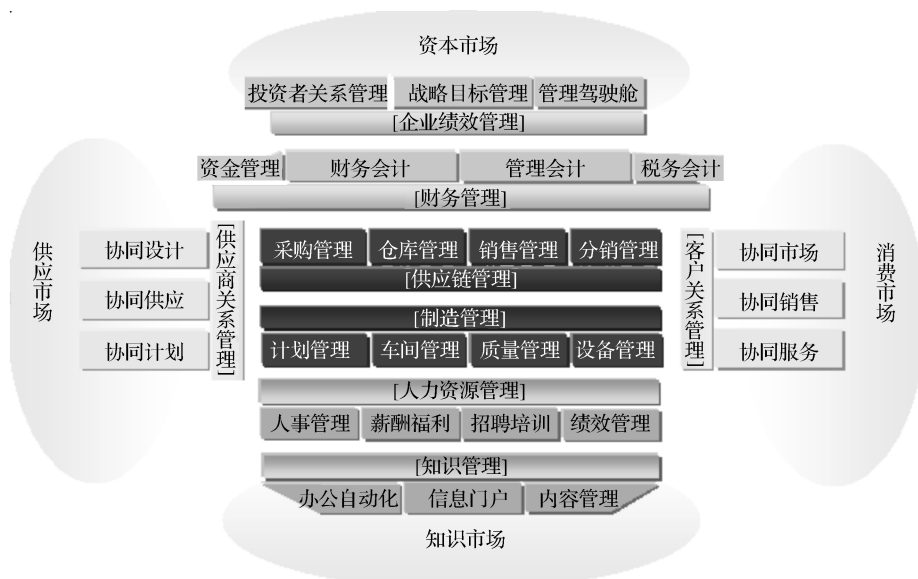 资本市场
投资者关系管理 战略目标管理 管理驾驶舱
[企业绩效管理]
资金管理 财务会计 管理会计 税务会计
[财务管理]
供应市场
协同设计
协同供应
协同计划
[供应商关系管理]
采购管理 仓库管理 销售管理 分销管理
[供应链管理]
[制造管理]
计划管理 车间管理 质量管理 设备管理
[客户关系管理]
协同市场
协同销售
协同服务
消费市场
[人力资源管理]
人事管理 薪酬福利 招聘培训 绩效管理
[知识管理]
办公自动化 信息门户 内容管理
知识市场